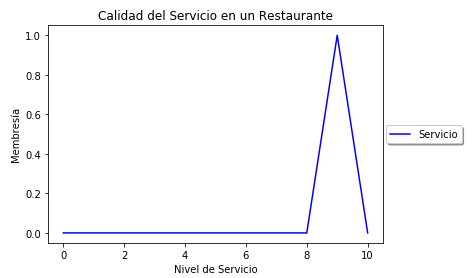 Calidad del Servicio en un Restaurante
1.0
0.8
0.6
0.4
0.2
0.0
Membresía
Servicio
0 2 4 6 8 10
Nivel de Servicio